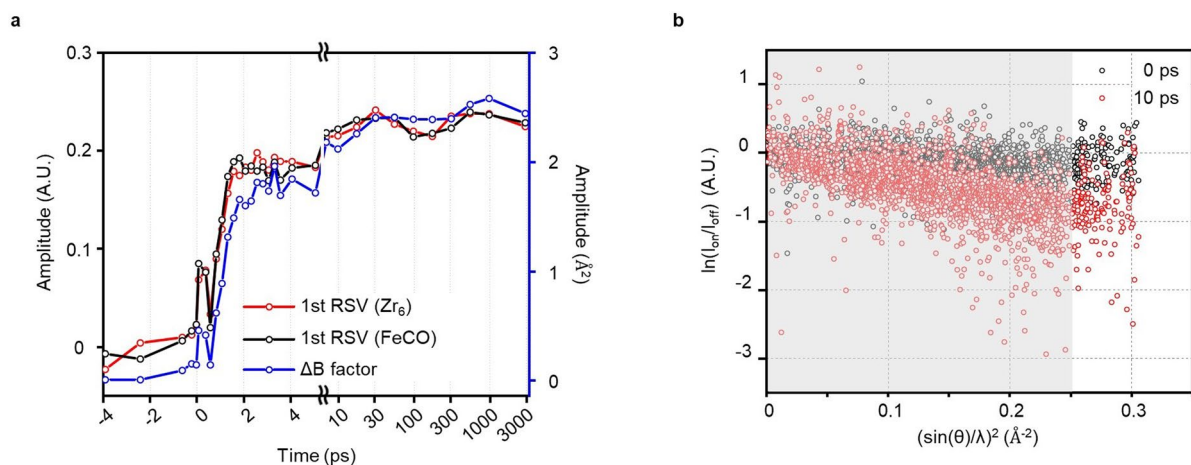 a
b
0.3
0.2
0.1
0
Amplitude (A.U.)
3
2
1
0
Amplitude (Å²)
1st RSV (Zr₆)
1st RSV (FeCO)
ΔB factor
-4
-2
0
2
4
10
30
100
300
1000
3000
Time (ps)
0 ps
10 ps
1
0
-1
-2
-3
ln(Iₒₙ/Iₒff) (A.U.)
0
0.1
0.2
0.3
(sin(θ)/λ)² (Å⁻²)